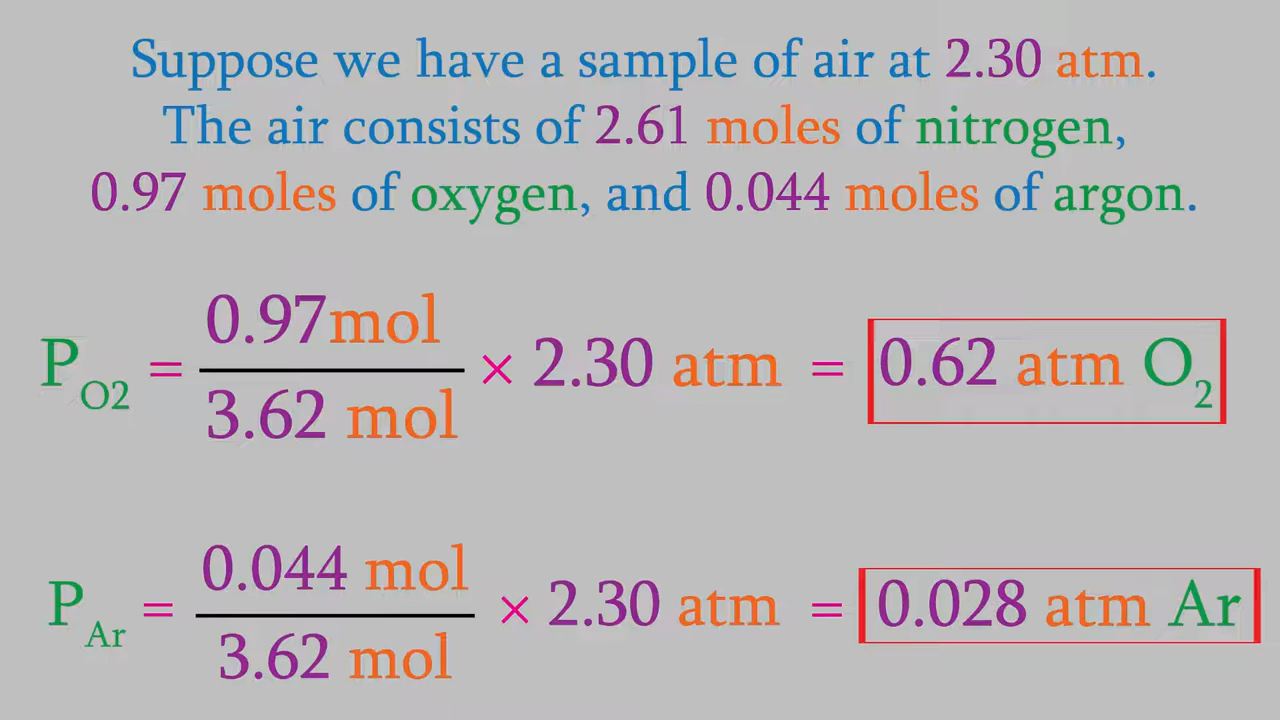 Suppose we have a sample of air at 2.30 atm.
The air consists of 2.61 moles of nitrogen,
0.97 moles of oxygen, and 0.044 moles of argon.
0.97mol
P O2 = × 2.30 atm = 0.62 atm O2
3.62 mol
0.044 mol
P Ar = × 2.30 atm = 0.028 atm Ar
3.62 mol